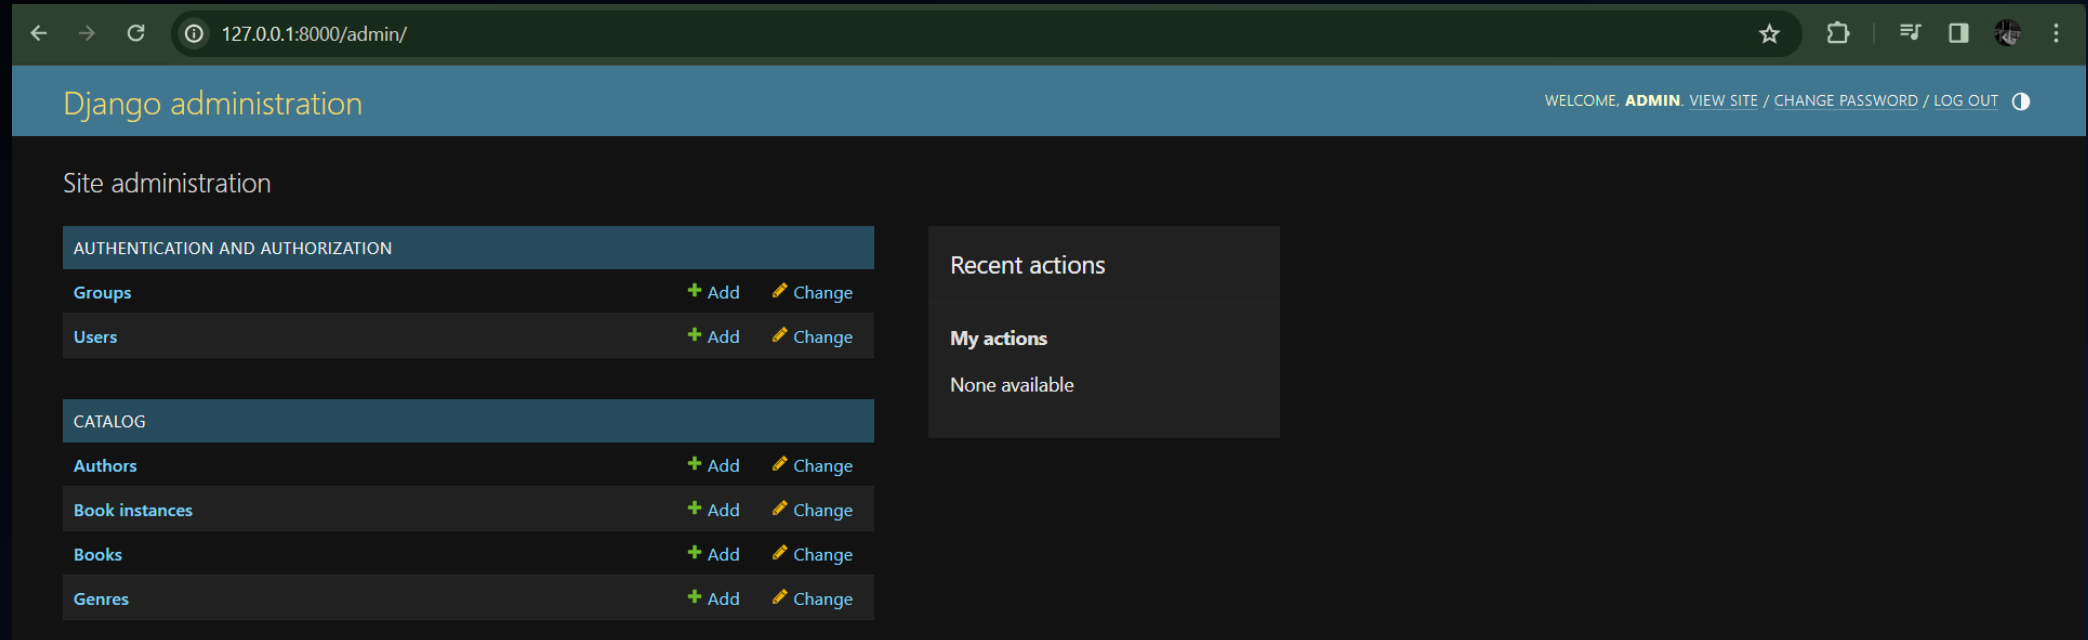 127.0.0.1:8000/admin/
Django administration
WELCOME, ADMIN. VIEW SITE / CHANGE PASSWORD / LOG OUT
Site administration
AUTHENTICATION AND AUTHORIZATION
Groups Add Change
Users Add Change
CATALOG
Authors Add Change
Book instances Add Change
Books Add Change
Genres Add Change
Recent actions
My actions
None available